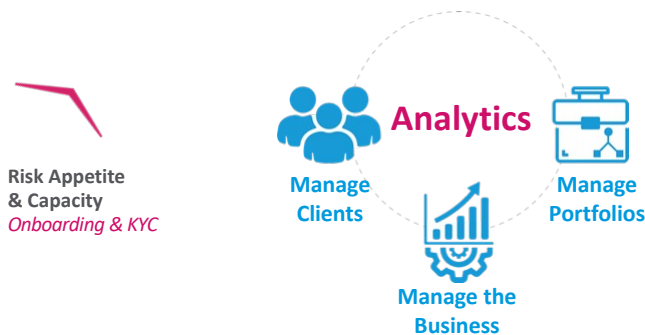 Risk Appetite
& Capacity
Onboarding & KYC
Analytics
Manage
Clients
Manage
Portfolios
Manage the
Business